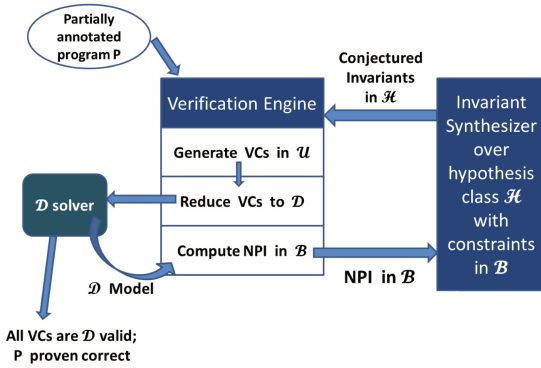 Partially
annotated
program P
Conjectured
Invariants
in ℋ
Verification Engine
Generate VCs in 𝒰
Reduce VCs to 𝒟
Compute NPI in ℬ
Invariant
Synthesizer
over
hypothesis
class ℋ
with
constraints
in ℬ
𝒟 solver
𝒟 Model
NPI in ℬ
All VCs are 𝒟 valid;
P proven correct